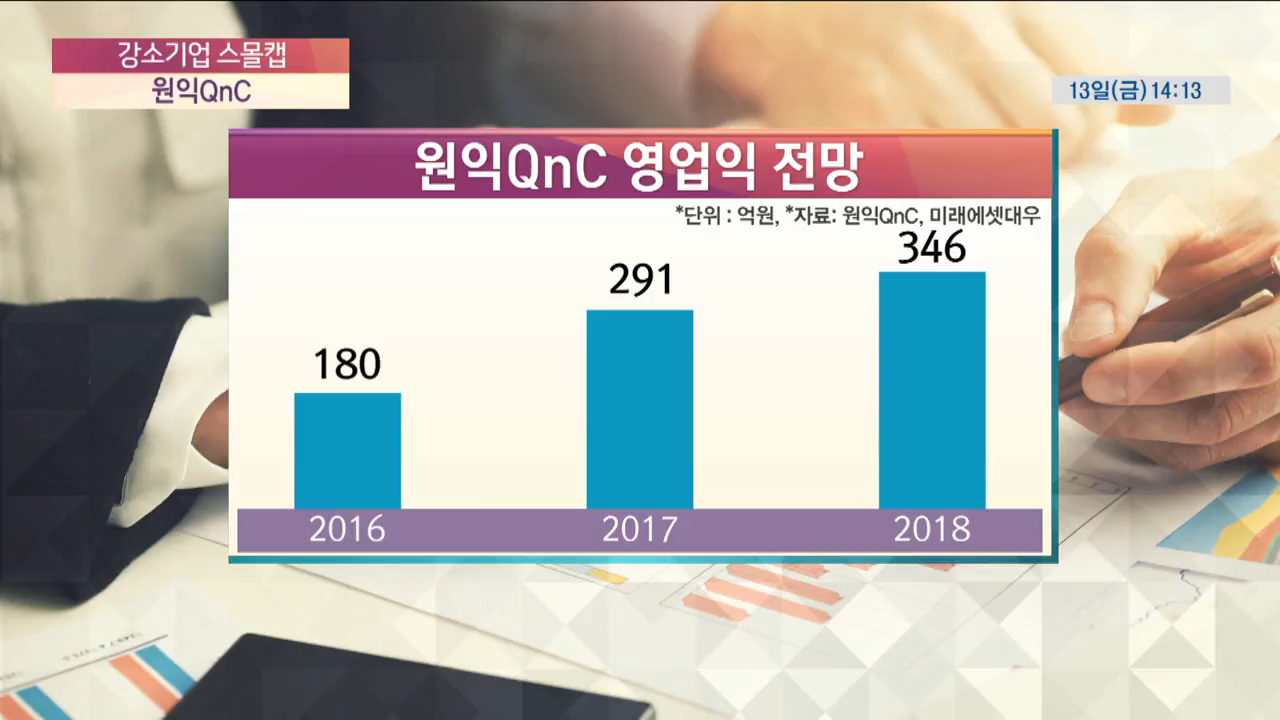 강소기업 스몰캡
원익QnC
13일(금) 14:13
원익QnC 영업익 전망
*단위 : 억원, *자료: 원익QnC, 미래에셋대우
180
291
346
2016
2017
2018